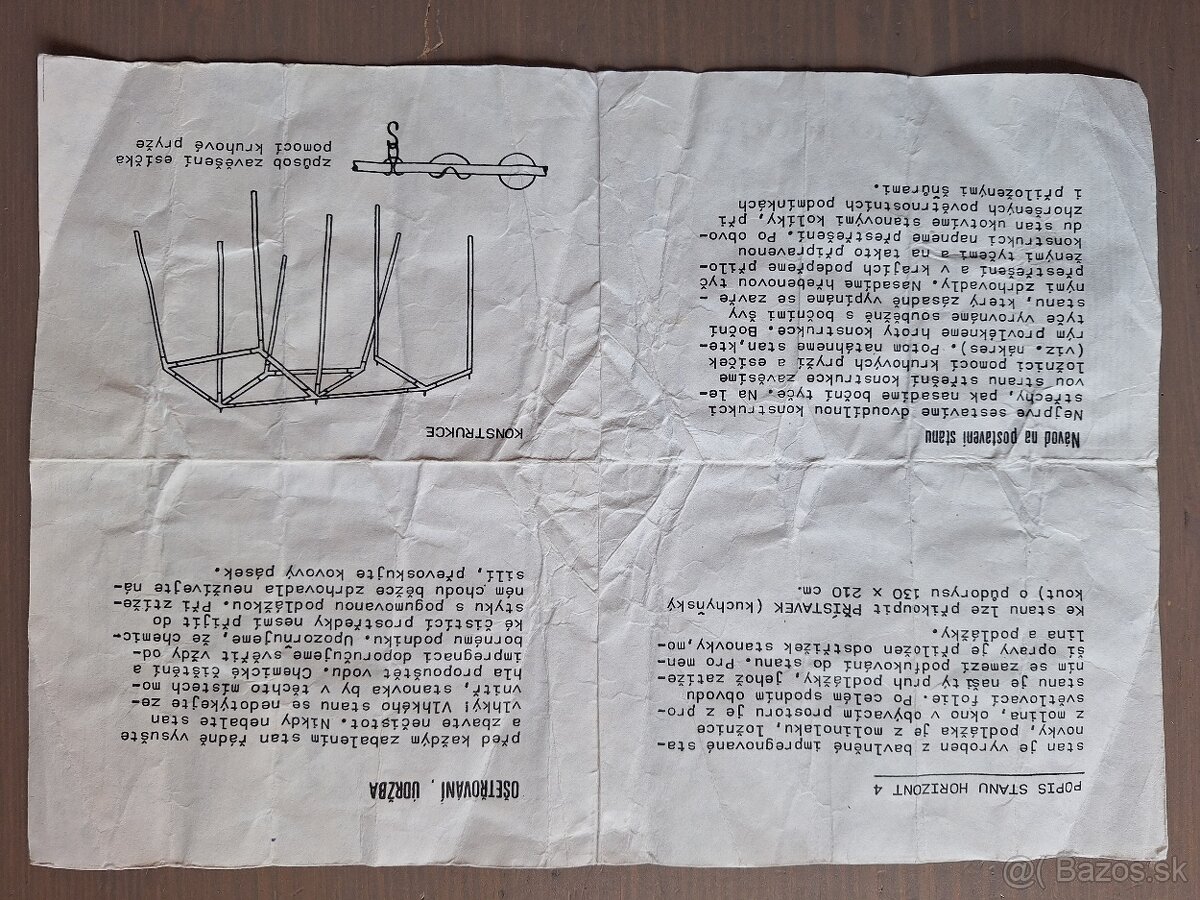 POPIS STANU HORIZONT 4
stan je vyroben z bavlněné impregnované sta-
novky, podlážka je z molinolaku, ložnice
z molina, okno v obývacím prostoru je z pro-
světlovací folie. Po celém spodním obvodu
stanu je našitý pruh podlážky, jehož zatíže-
ním se zamezí podfukování do stanu. Pro men-
ší opravy je přiložen odstřižek stanovky,mo-
lina a podlážky.
Ke stanu lze přikoupit PŘÍSTAVEK (kuchyňský
kout) o půdorysu 130 x 210 cm.
OŠETŘOVÁNÍ, ÚDRŽBA
před každým zabalením stan řádně vysušte
a zbavte nečistot. Nikdy nebalte stan
vlhký! Vlhkého stanu se nedotýkejte ze-
vnitř, stanovka by v těchto místech mo-
hla propouštět vodu. Chemické čištění a
impregnaci doporučujeme svěřit vždy od-
bornému podniku. Upozorňujeme, že chemic-
ké čistící prostředky nesmí přijít do
styku s pogumovanou podlážkou. Při ztíže-
ném chodu běžce zdrhovadla neužívejte ná-
silí, převoskujte kovový pásek.
Návod na postavení stanu
Nejprve sestavíme dvoudílnou konstrukci
střechy, pak nasadíme boční tyče. Na le-
vou stranu střešní konstrukce zavěsíme
ložnici pomocí kruhových pryží a esíček
(viz. nákres). Potom natáhneme stan,kte-
rým provlékneme hroty konstrukce. Boční
tyče vyrovnáme souběžně s bočními švy
stanu, který zásadně vypínáme se zavře-
nými zdrhovadly. Nasadíme hřebenovou tyč
přestřešení a v krajích podepřeme přilo-
ženými tyčemi a na takto připravenou
konstrukci napneme přestřešení. Po obvo-
du stan ukotvíme stanovými kolíky, při
zhoršených povětrnostních podmínkách
i přiloženými šňůrami.
KONSTRUKCE
způsob zavěšení esíčka
pomocí kruhové pryže
@( Bazos.sk